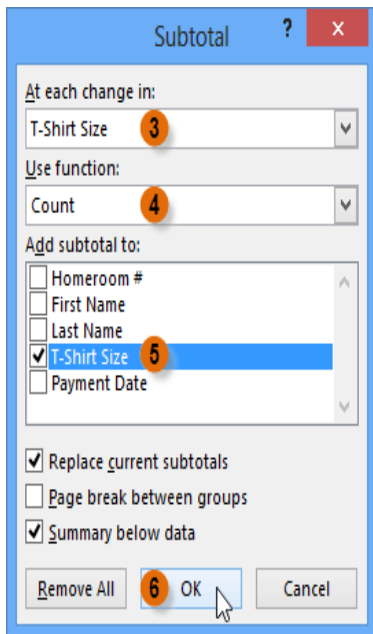 Subtotal ? x
At each change in:
T-Shirt Size 3
Use function:
Count 4
Add subtotal to:
Homeroom #
First Name
Last Name
T-Shirt Size 5
Payment Date
Replace current subtotals
Page break between groups
Summary below data
Remove All 6 OK Cancel